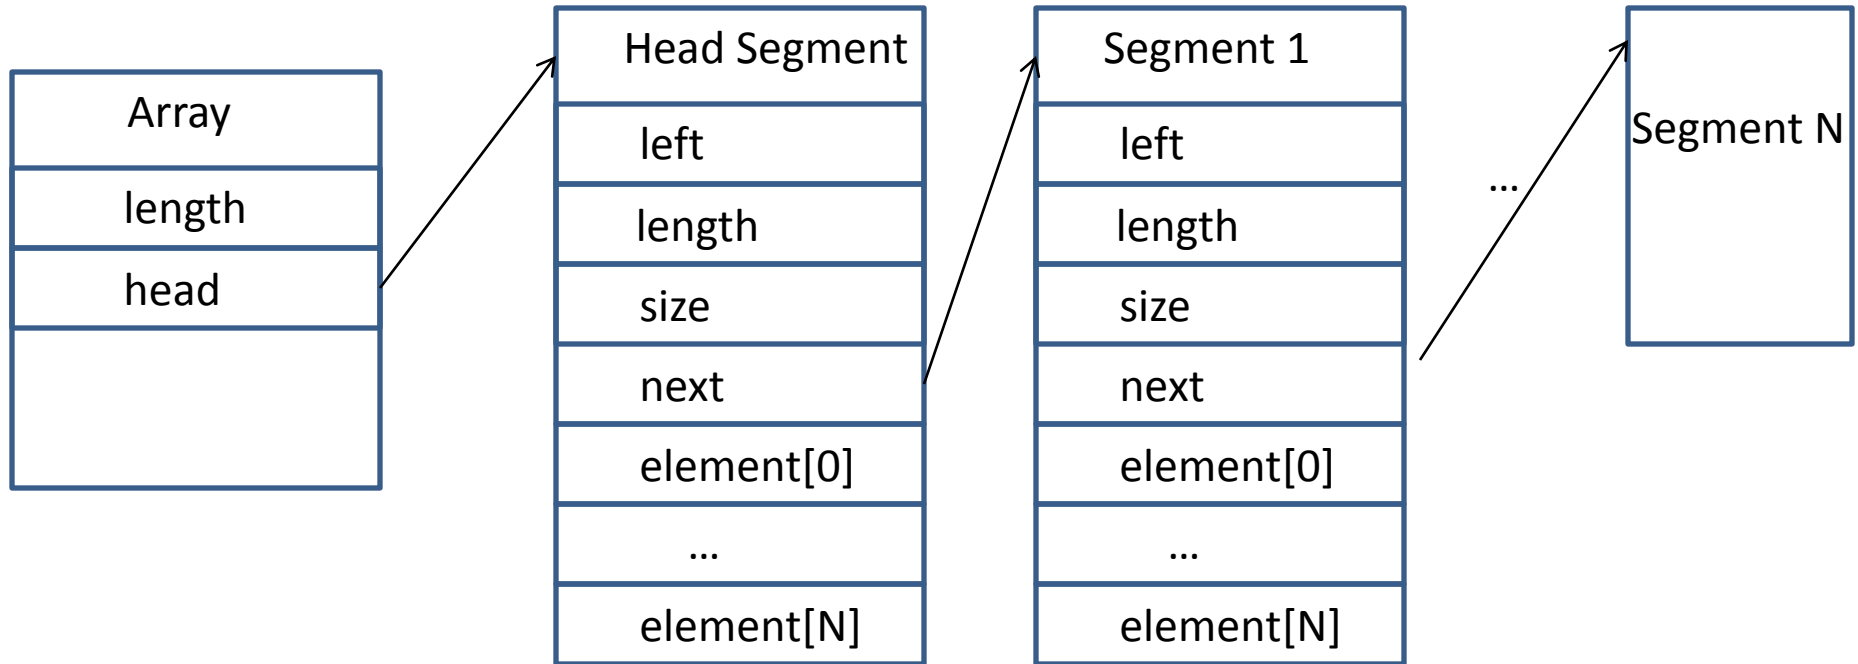 Array
length
head
Head Segment
left
length
size
next
element[0]
...
element[N]
Segment 1
left
length
size
next
element[0]
...
element[N]
...
Segment N